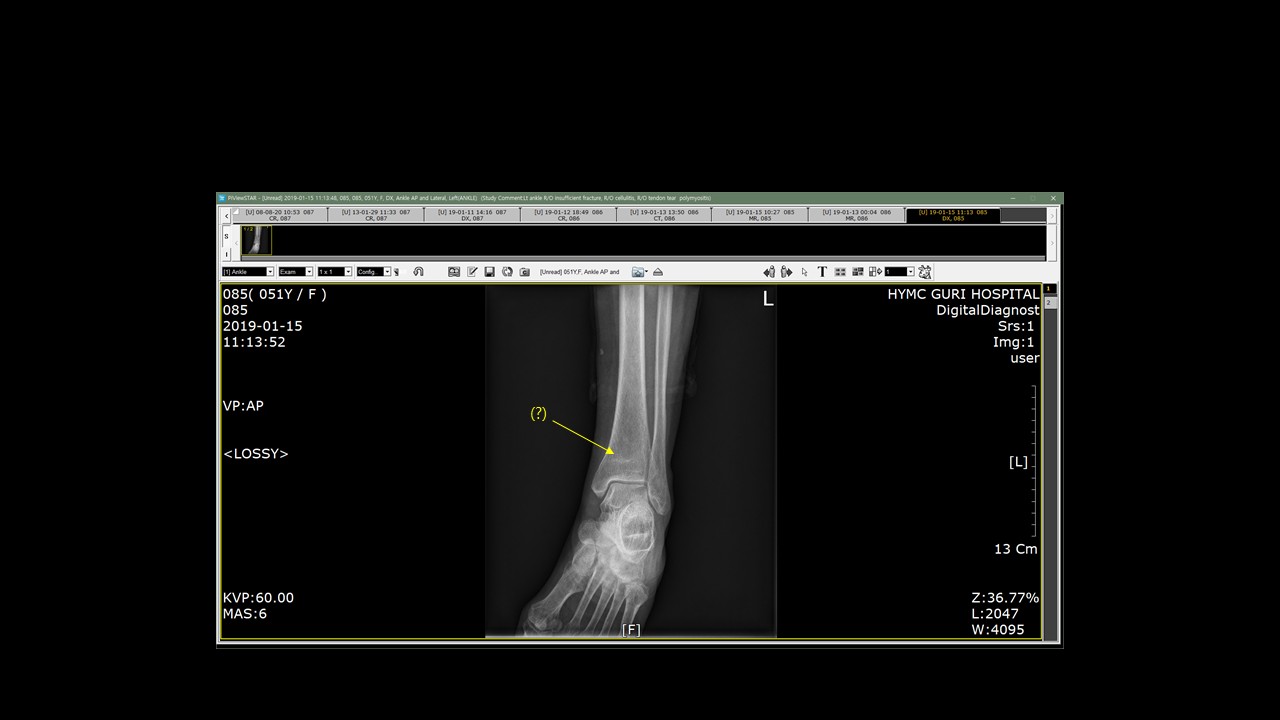 PiViewSTAR - [Unread] 2019-01-15 11:13:48, 085, 085, 051Y, F, DX, Ankle AP and Lateral, Left(ANKLE) (Study Comment:Lt ankle R/O insufficient fracture, R/O cellulitis, R/O tendon tear polymyositis)
[U] 08-08-20 10:53 087 [U] 13-01-29 11:33 087 [U] 19-01-11 14:16 087 [U] 19-01-12 18:49 086 [U] 19-01-13 13:50 086 [U] 19-01-15 10:27 085 [U] 19-01-13 00:04 086 [U] 19-01-15 11:13 085
CR, 087 CR, 087 DX, 087 CR, 086 CT, 086 MR, 085 MR, 086 DX, 085
S
I
[1] Ankle Exam 1 x 1 Config. [Unread] 051Y,F, Ankle AP and T 1
085( 051Y / F )
085
2019-01-15
11:13:52
L
HYMC GURI HOSPITAL
DigitalDiagnost
Srs:1
Img:1
user
1
2
VP:AP
(?)
<LOSSY>
[L]
13 Cm
KVP:60.00
MAS:6
[F]
Z:36.77%
L:2047
W:4095